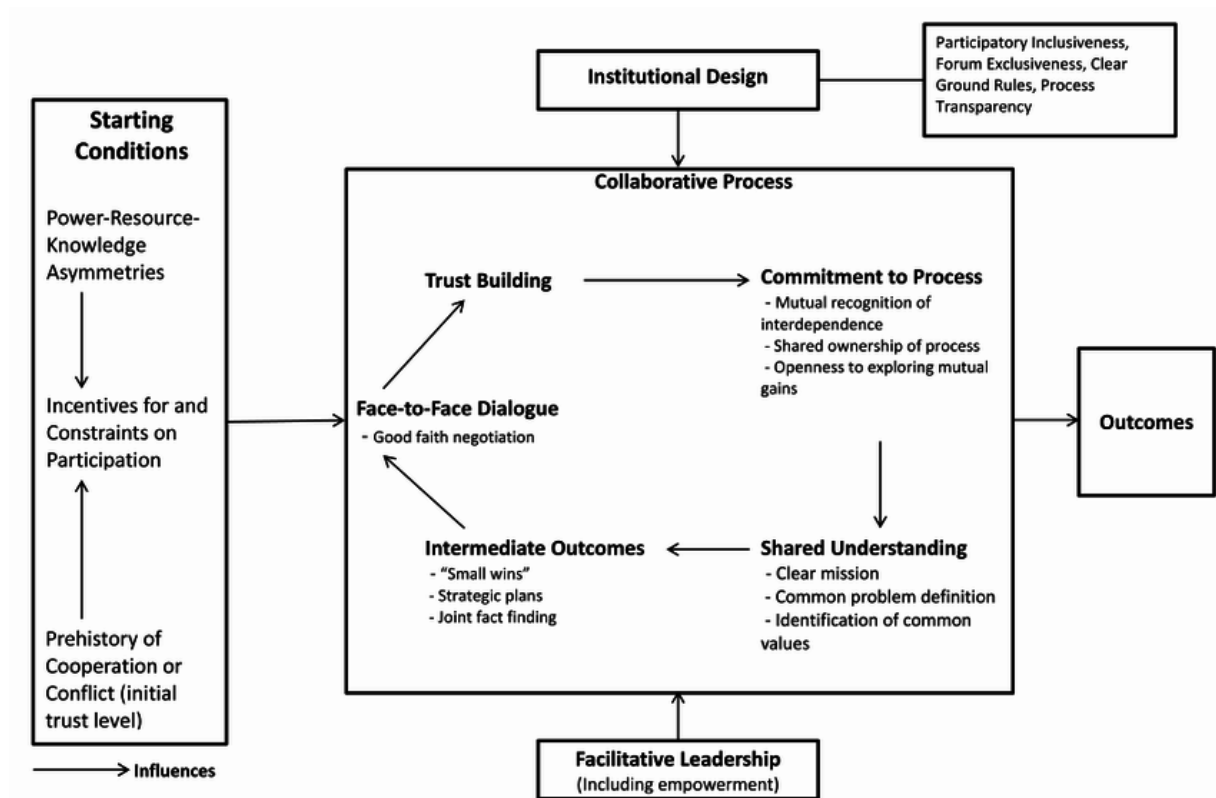 Institutional Design
Participatory Inclusiveness,
Forum Exclusiveness, Clear
Ground Rules, Process
Transparency
Starting
Conditions
Power-Resource-
Knowledge
Asymmetries
Incentives for and
Constraints on
Participation
Prehistory of
Cooperation or
Conflict (initial
trust level)
Collaborative Process
Trust Building
Commitment to Process
- Mutual recognition of
interdependence
- Shared ownership of process
- Openness to exploring mutual
gains
Face-to-Face Dialogue
- Good faith negotiation
Intermediate Outcomes
- “Small wins”
- Strategic plans
- Joint fact finding
Shared Understanding
- Clear mission
- Common problem definition
- Identification of common
values
Outcomes
Facilitative Leadership
(Including empowerment)
Influences